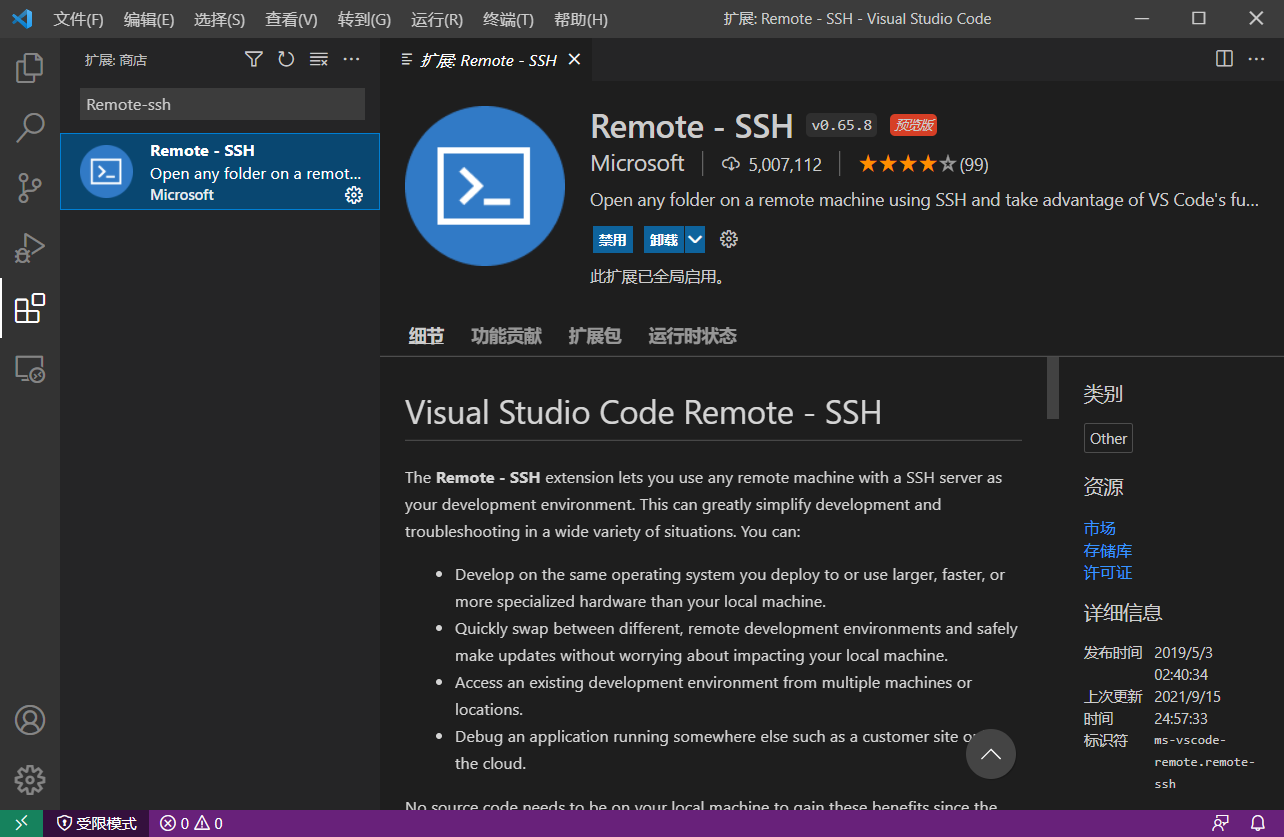 文件(F) 编辑(E) 选择(S) 查看(V) 转到(G) 运行(R) 终端(T) 帮助(H) 扩展: Remote - SSH - Visual Studio Code
扩展: 商店
Remote-ssh
Remote - SSH
Open any folder on a remot...
Microsoft
扩展: Remote - SSH
Remote - SSH v0.65.8 预览版
Microsoft 5,007,112 (99)
Open any folder on a remote machine using SSH and take advantage of VS Code's fu...
禁用 卸载
此扩展已全局启用。
细节 功能贡献 扩展包 运行时状态
Visual Studio Code Remote - SSH
The Remote - SSH extension lets you use any remote machine with a SSH server as
your development environment. This can greatly simplify development and
troubleshooting in a wide variety of situations. You can:
Develop on the same operating system you deploy to or use larger, faster, or
more specialized hardware than your local machine.
Quickly swap between different, remote development environments and safely
make updates without worrying about impacting your local machine.
Access an existing development environment from multiple machines or
locations.
Debug an application running somewhere else such as a customer site or
the cloud.
No source code needs to be on your local machine to gain these benefits since the
类别
Other
资源
市场
存储库
许可证
详细信息
发布时间 2019/5/3
02:40:34
上次更新 2021/9/15
时间 24:57:33
标识符 ms-vscode-
remote.remote-
ssh
受限模式 0 0